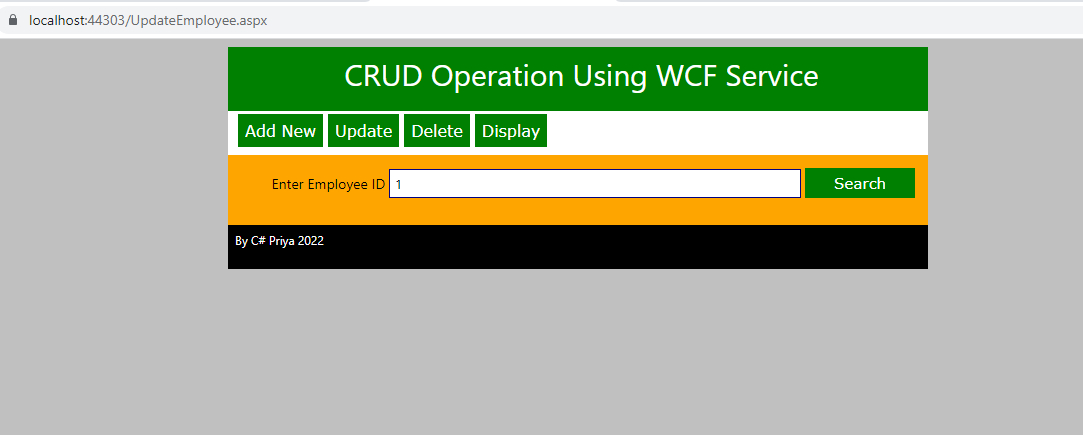 localhost:44303/UpdateEmployee.aspx
CRUD Operation Using WCF Service
Add New Update Delete Display
Enter Employee ID 1 Search
By C# Priya 2022